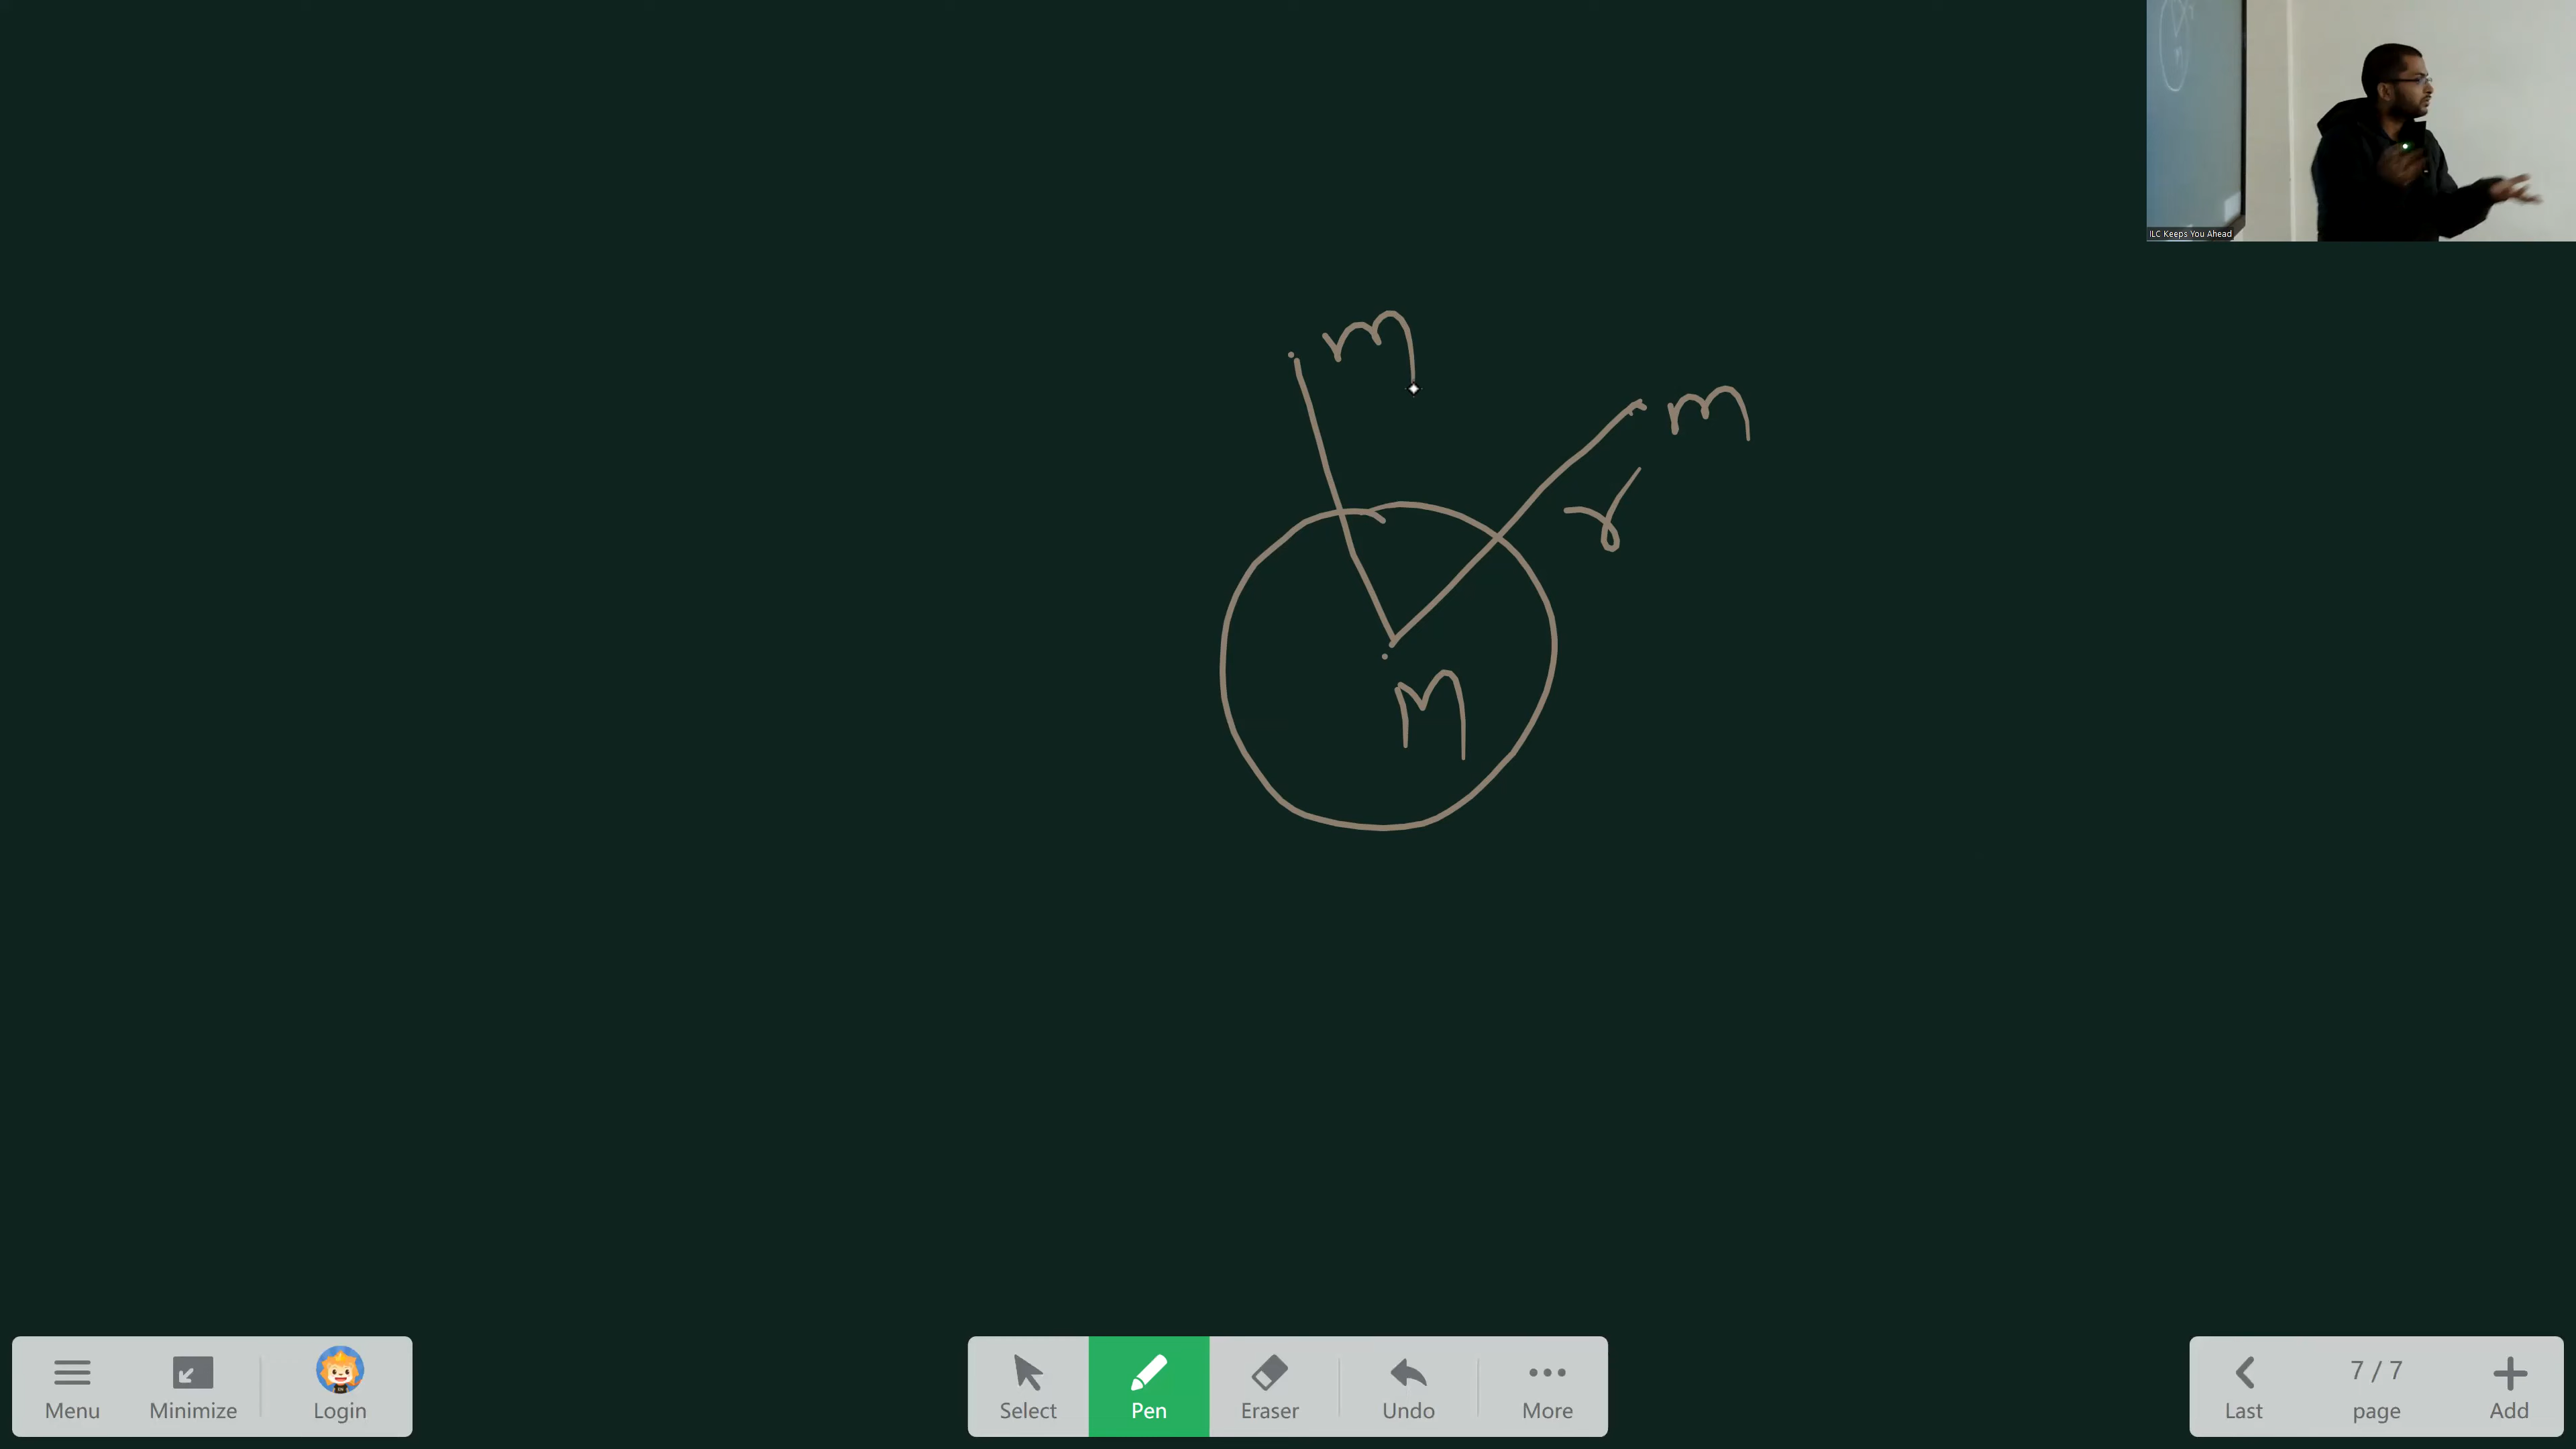 ILC Keeps You Ahead
m
m
r
M
Menu
Minimize
Login
Select
Pen
Eraser
Undo
More
Last
7 / 7
page
Add